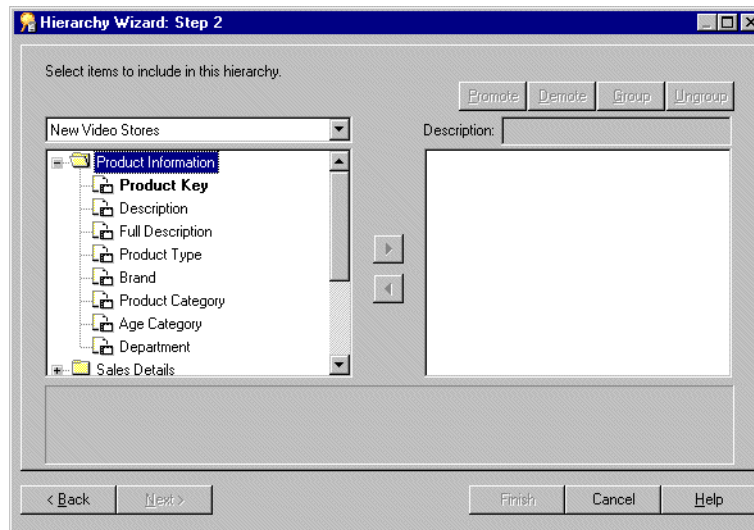 Hierarchy Wizard: Step 2
Select items to include in this hierarchy.
Promote Demote Group Ungroup
New Video Stores
Description:
Product Information
Product Key
Description
Full Description
Product Type
Brand
Product Category
Age Category
Department
Sales Details
< Back Next > Finish Cancel Help